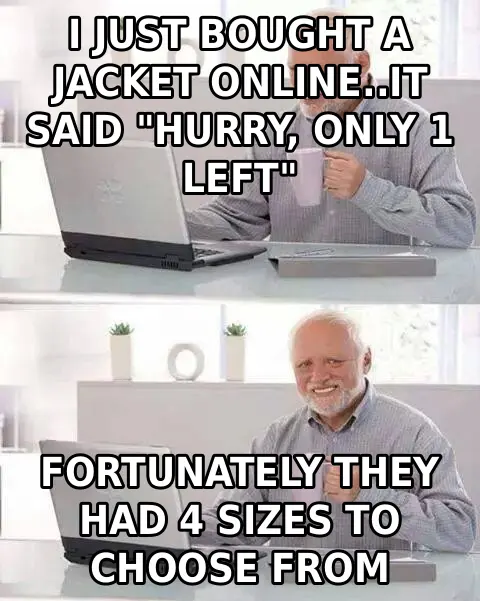 I JUST BOUGHT A
JACKET ONLINE..IT
SAID "HURRY, ONLY 1
LEFT"
FORTUNATELY THEY
HAD 4 SIZES TO
CHOOSE FROM